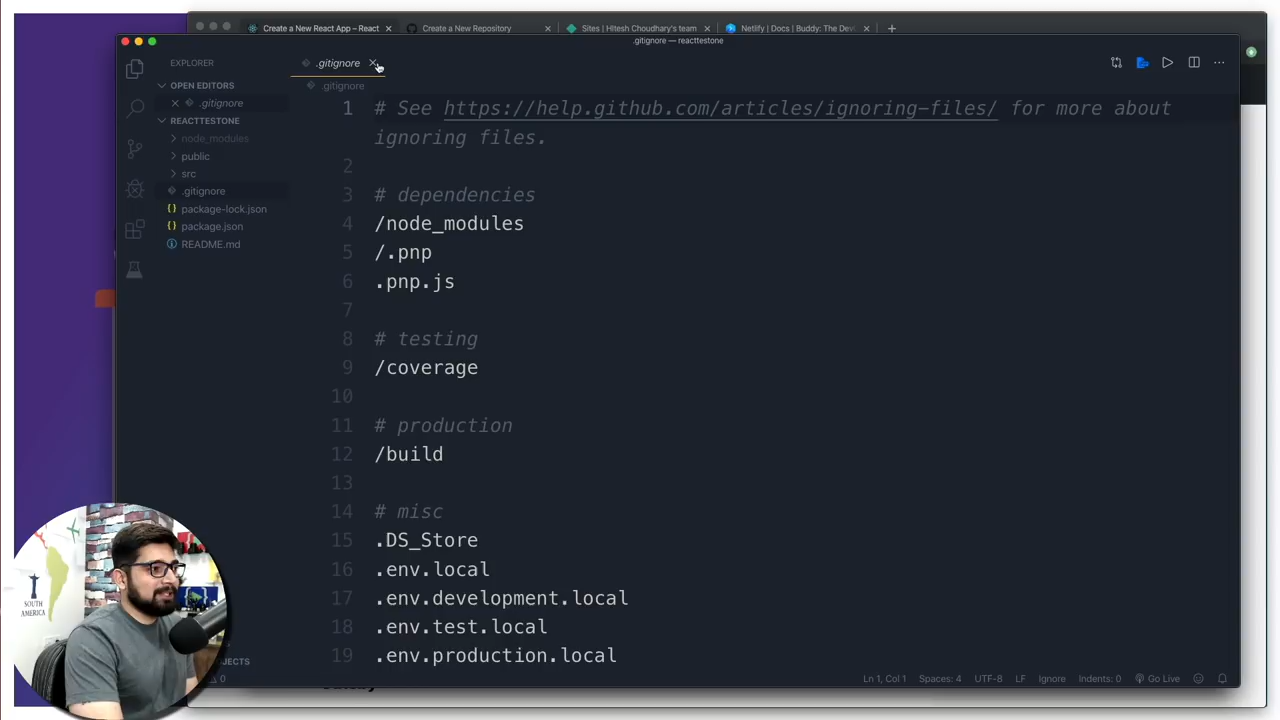 Create a New React App – React
Create a New Repository
Sites | Hitesh Choudhary's team
Netlify | Docs | Buddy: The Dev
.gitignore — reacttestone
EXPLORER
.gitignore
OPEN EDITORS
.gitignore
.gitignore
REACTTESTONE
node_modules
public
src
.gitignore
package-lock.json
package.json
README.md
1 # See https://help.github.com/articles/ignoring-files/ for more about
ignoring files.
2
3 # dependencies
4 /node_modules
5 /.pnp
6 .pnp.js
7
8 # testing
9 /coverage
10
11 # production
12 /build
13
14 # misc
15 .DS_Store
16 .env.local
17 .env.development.local
18 .env.test.local
19 .env.production.local
SOUTH
AMERICA
OJECTS
0
Ln 1, Col 1
Spaces: 4
UTF-8
LF
Ignore
Indents: 0
Go Live